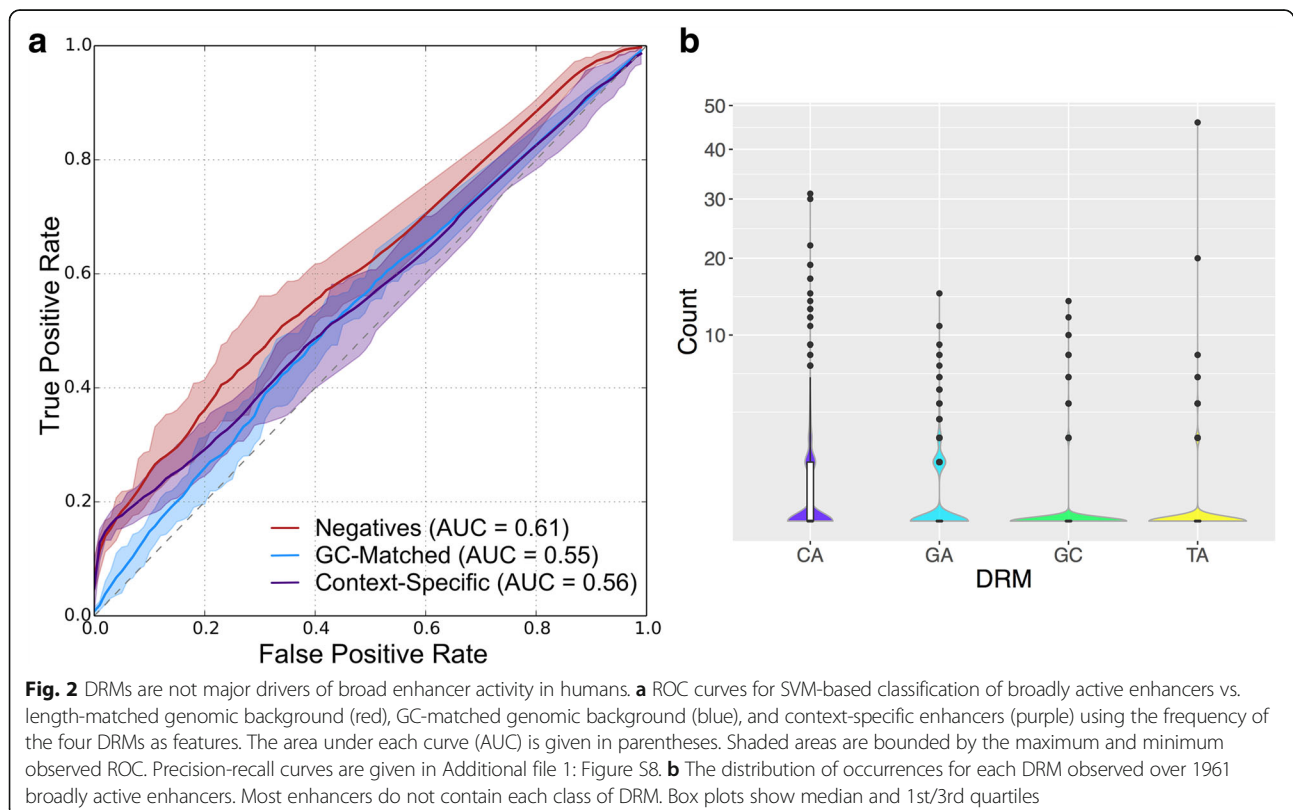 a
1.0
0.8
0.6
0.4
0.2
0.0
True Positive Rate
Negatives (AUC = 0.61)
GC-Matched (AUC = 0.55)
Context-Specific (AUC = 0.56)
0.0 0.2 0.4 0.6 0.8 1.0
False Positive Rate
b
50
40
30
20
10
Count
CA GA GC TA
DRM
Fig. 2 DRMs are not major drivers of broad enhancer activity in humans. a ROC curves for SVM-based classification of broadly active enhancers vs.
length-matched genomic background (red), GC-matched genomic background (blue), and context-specific enhancers (purple) using the frequency of
the four DRMs as features. The area under each curve (AUC) is given in parentheses. Shaded areas are bounded by the maximum and minimum
observed ROC. Precision-recall curves are given in Additional file 1: Figure S8. b The distribution of occurrences for each DRM observed over 1961
broadly active enhancers. Most enhancers do not contain each class of DRM. Box plots show median and 1st/3rd quartiles